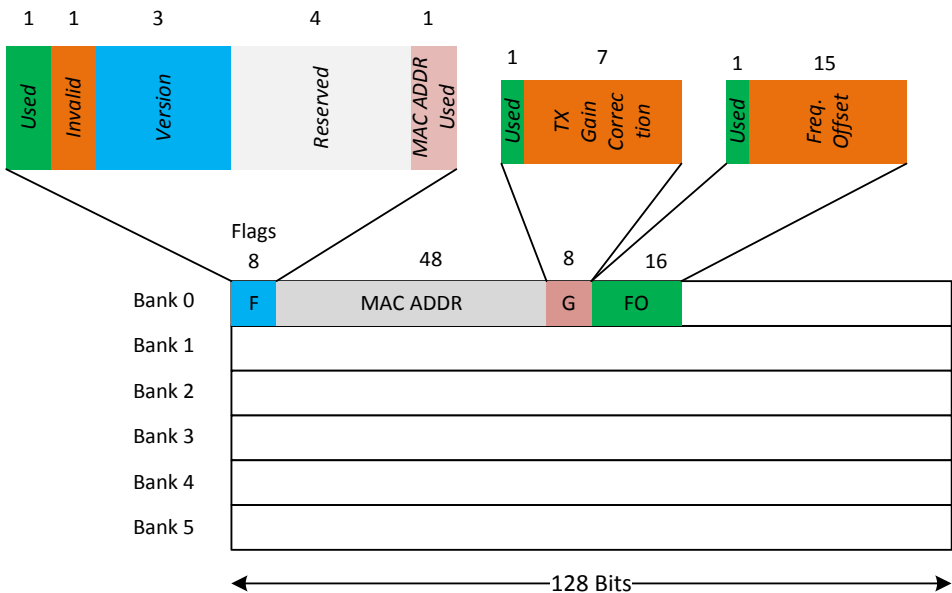 1 1 3 4 1
Used
Invalid
Version
Reserved
MAC ADDR
Used
1 7
Used
TX
Gain
Correc
tion
1 15
Used
Freq.
Offset
Flags
8 48 8 16
Bank 0 F MAC ADDR G FO
Bank 1
Bank 2
Bank 3
Bank 4
Bank 5
128 Bits